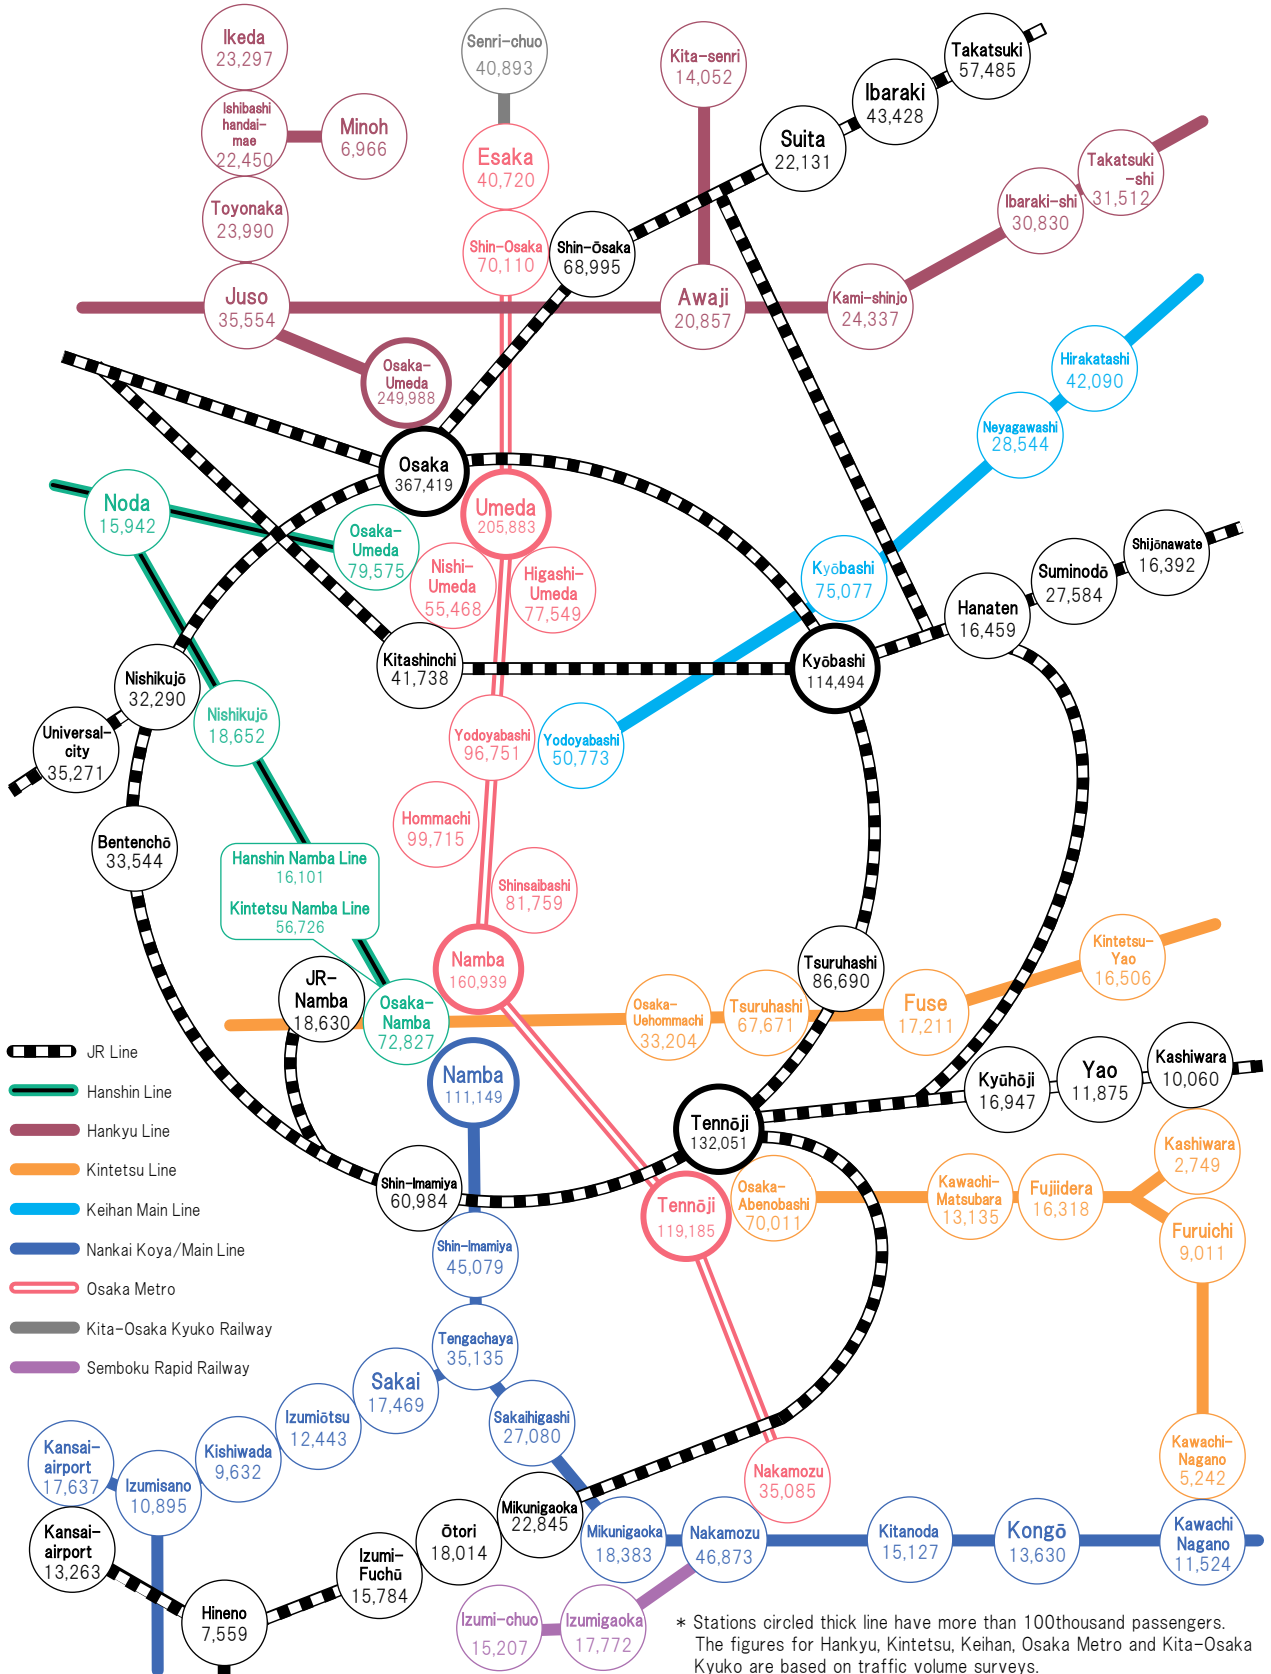 Ikeda
23,297
Senri-chuo
40,893
Kita-senri
14,052
Takatsuki
57,485
Ibaraki
43,428
Ishibashi
handai-
mae
22,450
Minoh
6,966
Suita
22,131
Esaka
40,720
Takatsuki
-shi
31,512
Toyonaka
23,990
Ibaraki-shi
30,830
Shin-Osaka
70,110
Shin-Ōsaka
68,995
Juso
35,554
Awaji
20,857
Kami-shinjo
24,337
Osaka-
Umeda
249,988
Hirakatashi
42,090
Neyagawashi
28,544
Osaka
367,419
Noda
15,942
Umeda
205,883
Osaka-
Umeda
79,575
Shijōnawate
16,392
Nishi-
Umeda
55,468
Higashi-
Umeda
77,549
Kyōbashi
75,077
Suminodō
27,584
Hanaten
16,459
Kitashinchi
41,738
Kyōbashi
114,494
Nishikujō
32,290
Nishikujō
18,652
Universal-
city
35,271
Yodoyabashi
96,751
Yodoyabashi
50,773
Hommachi
99,715
Bentenchō
33,544
Hanshin Namba Line
16,101
Kintetsu Namba Line
56,726
Shinsaibashi
81,759
Namba
160,939
Tsuruhashi
86,690
Kintetsu-
Yao
16,506
JR-
Namba
18,630
Osaka-
Namba
72,827
Osaka-
Uehommachi
33,204
Tsuruhashi
67,671
Fuse
17,211
Namba
111,149
Kyūhōji
16,947
Yao
11,875
Kashiwara
10,060
Tennōji
132,051
Kashiwara
2,749
Shin-Imamiya
60,984
Tennōji
119,185
Osaka-
Abenobashi
70,011
Kawachi-
Matsubara
13,135
Fujiidera
16,318
Furuichi
9,011
Shin-Imamiya
45,079
JR Line
Hanshin Line
Hankyu Line
Kintetsu Line
Keihan Main Line
Nankai Koya/Main Line
Osaka Metro
Kita-Osaka Kyuko Railway
Semboku Rapid Railway
Tengachaya
35,135
Sakai
17,469
Izumiōtsu
12,443
Sakaihigashi
27,080
Kishiwada
9,632
Kansai-
airport
17,637
Izumisano
10,895
Kawachi-
Nagano
5,242
Nakamozu
35,085
Mikunigaoka
22,845
Kansai-
airport
13,263
Ōtori
18,014
Mikunigaoka
18,383
Nakamozu
46,873
Kitanoda
15,127
Kongō
13,630
Kawachi
Nagano
11,524
Izumi-
Fuchū
15,784
Hineno
7,559
Izumi-chuo
15,207
Izumigaoka
17,772
* Stations circled thick line have more than 100thousand passengers.
The figures for Hankyu, Kintetsu, Keihan, Osaka Metro and Kita-Osaka
Kyuko are based on traffic volume surveys.